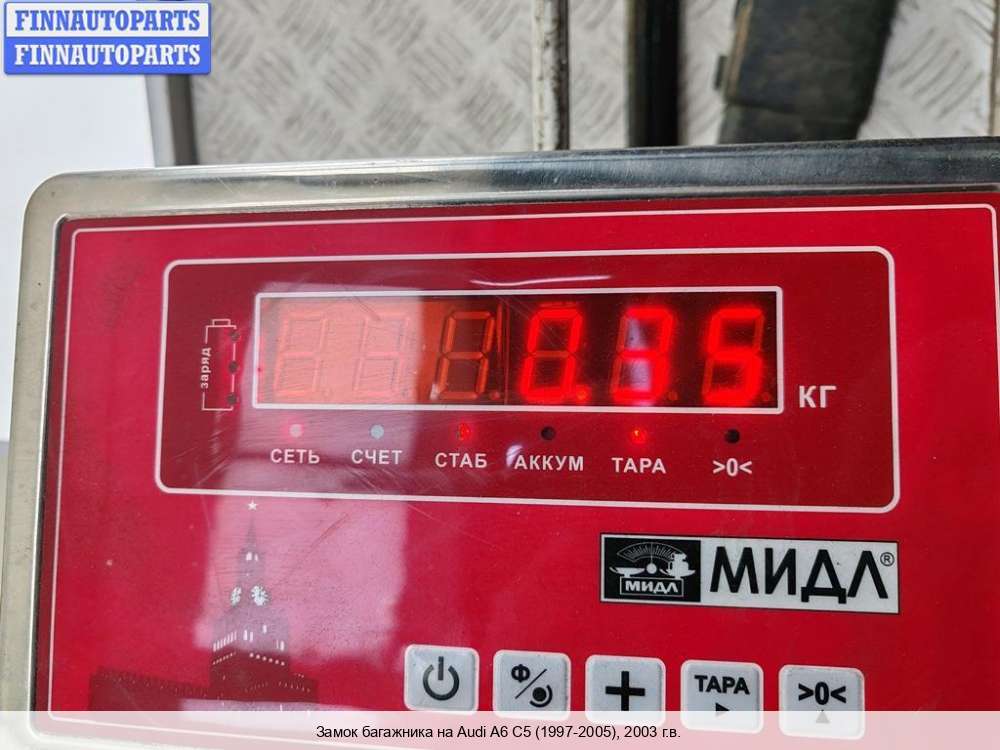 FINNAUTOPARTS
FINNAUTOPARTS
заряд
0.35
КГ
СЕТЬ СЧЕТ СТАБ АККУМ ТАРА >0<
МИДЛ МИДЛ®
Ф ТАРА >0<
Замок багажника на Audi A6 C5 (1997-2005), 2003 г.в.